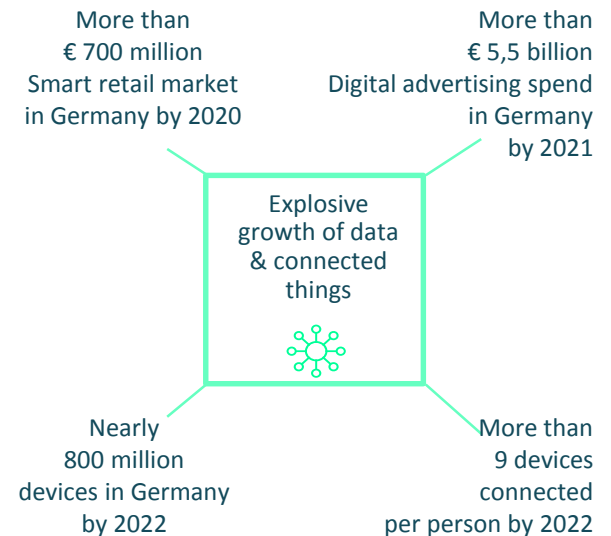 More than
€ 700 million
Smart retail market
in Germany by 2020
More than
€ 5,5 billion
Digital advertising spend
in Germany
by 2021
Explosive
growth of data
& connected
things
Nearly
800 million
devices in Germany
by 2022
More than
9 devices
connected
per person by 2022